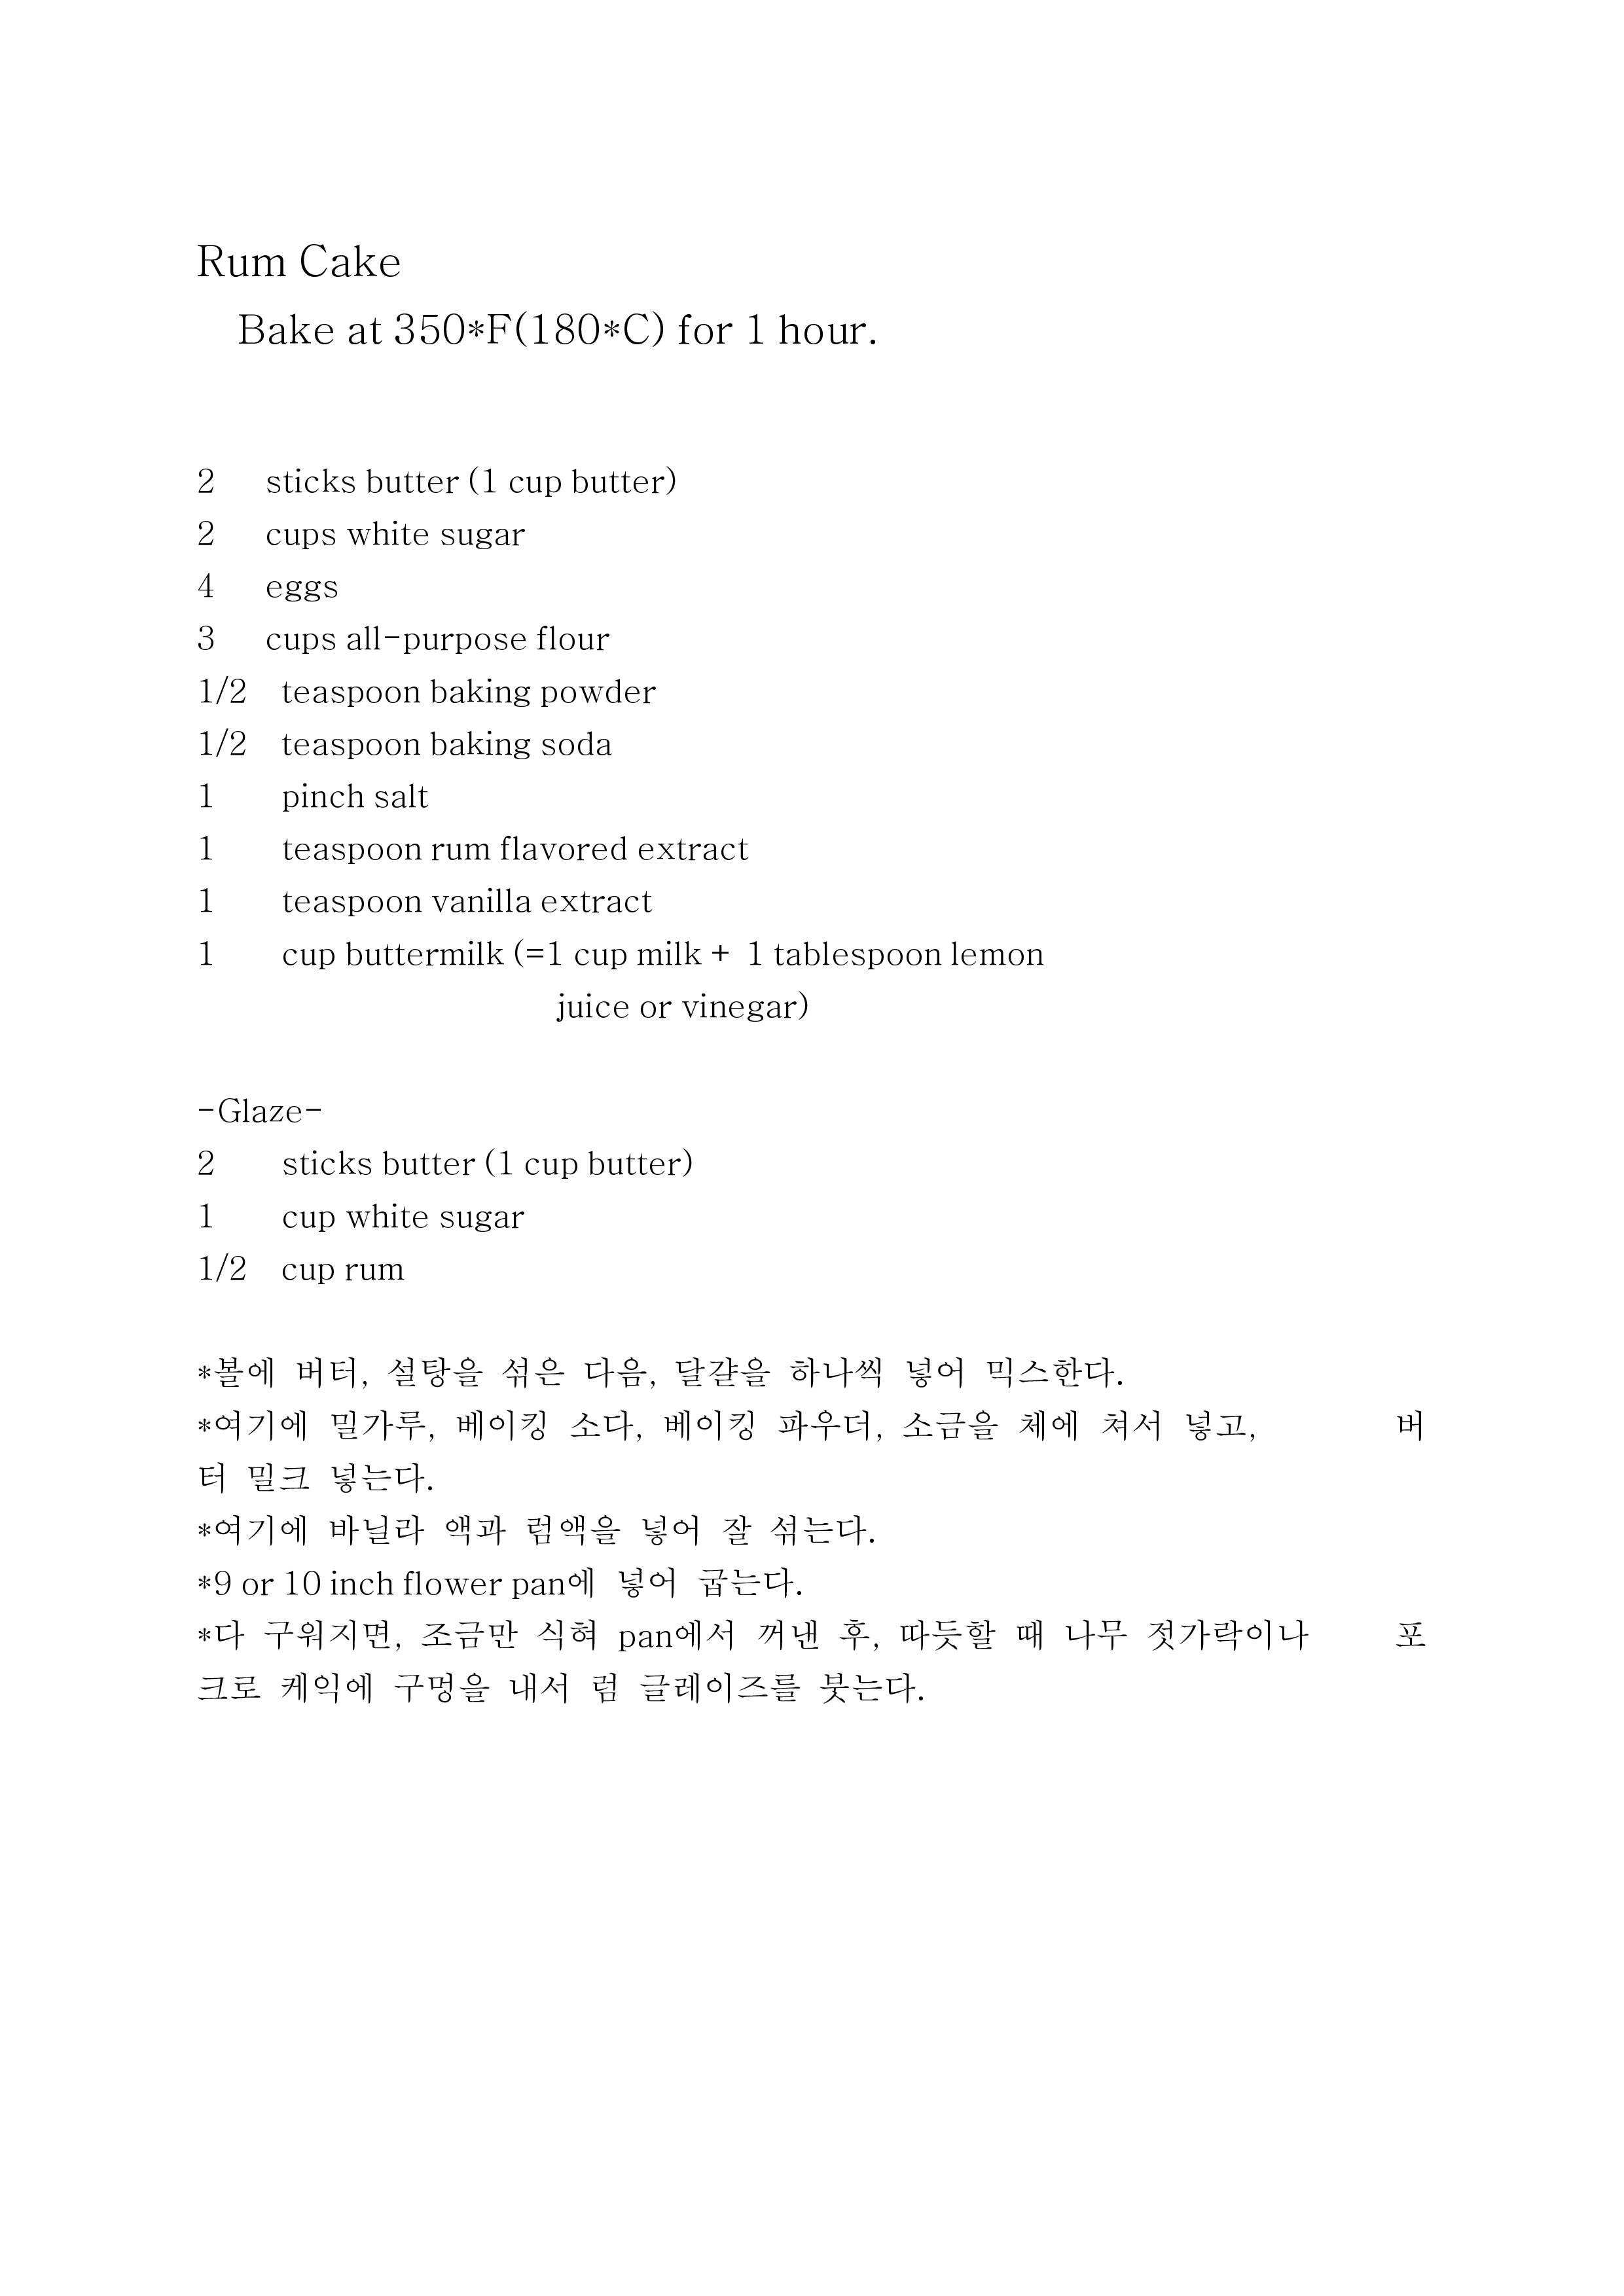 Rum Cake
Bake at 350*F(180*C) for 1 hour.
2 sticks butter (1 cup butter)
2 cups white sugar
4 eggs
3 cups all-purpose flour
1/2 teaspoon baking powder
1/2 teaspoon baking soda
1 pinch salt
1 teaspoon rum flavored extract
1 teaspoon vanilla extract
1 cup buttermilk (=1 cup milk + 1 tablespoon lemon
juice or vinegar)
-Glaze-
2 sticks butter (1 cup butter)
1 cup white sugar
1/2 cup rum
*볼에 버터, 설탕을 섞은 다음, 달걀을 하나씩 넣어 믹스한다.
*여기에 밀가루, 베이킹 소다, 베이킹 파우더, 소금을 체에 쳐서 넣고, 버
터 밀크 넣는다.
*여기에 바닐라 액과 럼액을 넣어 잘 섞는다.
*9 or 10 inch flower pan에 넣어 굽는다.
*다 구워지면, 조금만 식혀 pan에서 꺼낸 후, 따듯할 때 나무 젓가락이나 포
크로 케익에 구멍을 내서 럼 글레이즈를 붓는다.